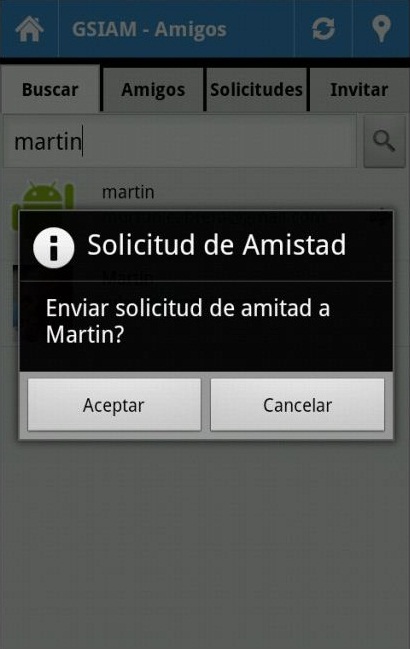 GSIAM - Amigos
Buscar
Amigos
Solicitudes
Invitar
martin
martin
Solicitud de Amistad
Enviar solicitud de amitad a
Martin?
Aceptar
Cancelar